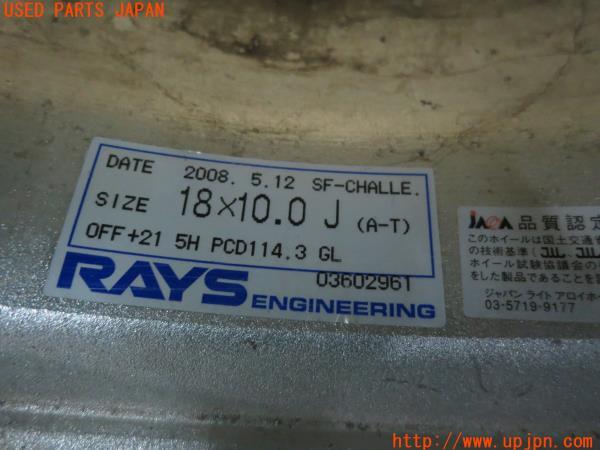 USED PARTS JAPAN
DATE 2008. 5.12 SF-CHALLE.
SIZE 18×10.0 J (A-T)
OFF+21 5H PCD114.3 GL
03602961
RAYS ENGINEERING
JAWA 品質認定
このホイールは国土交通
の技術基準(JWL、JWL
ホイール試験協議会の
をした製品であることを
ジャパン ライト アロイホ
03-5719-9177
http://www.upjpn.com/